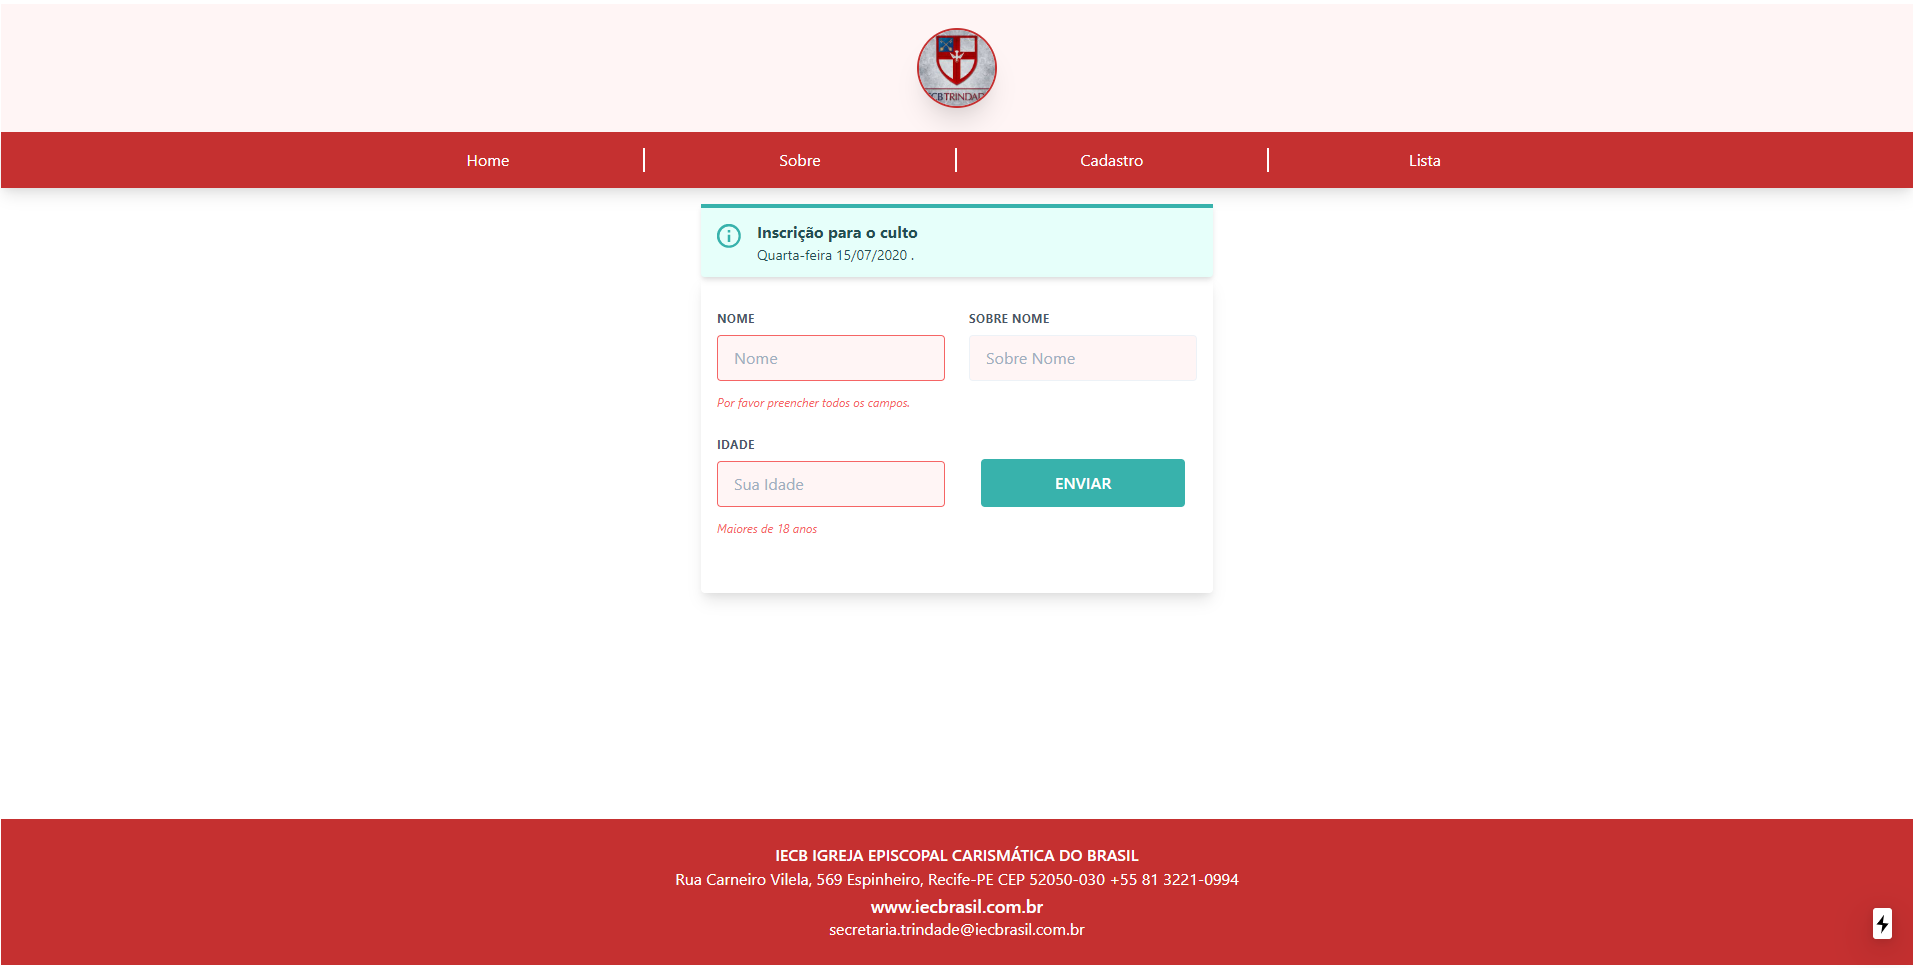 ECBTRINDAD
Home
Sobre
Cadastro
Lista
Inscrição para o culto
Quarta-feira 15/07/2020 .
NOME
SOBRE NOME
Nome
Sobre Nome
Por favor preencher todos os campos.
IDADE
Sua Idade
ENVIAR
Maiores de 18 anos
IECB IGREJA EPISCOPAL CARISMÁTICA DO BRASIL
Rua Carneiro Vilela, 569 Espinheiro, Recife-PE CEP 52050-030 +55 81 3221-0994
www.iecbrasil.com.br
secretaria.trindade@iecbrasil.com.br